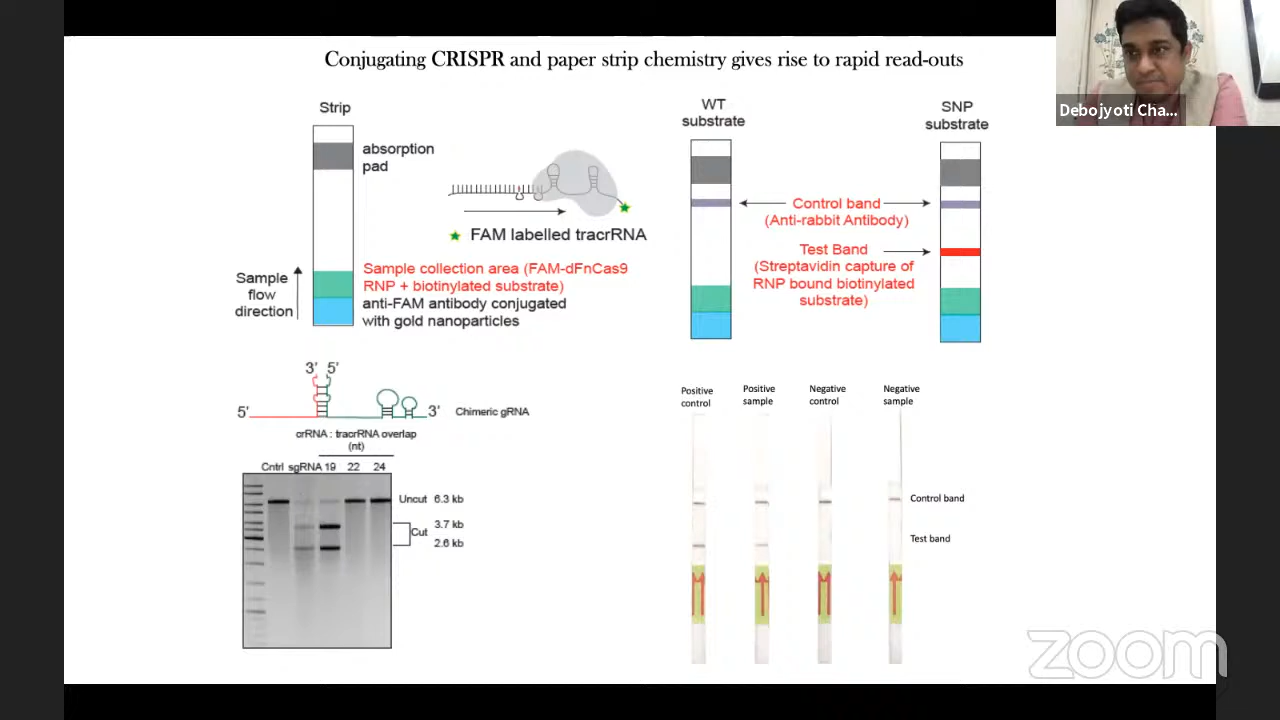 Conjugating CRISPR and paper strip chemistry gives rise to rapid read-outs
Debojyoti Cha...
Strip
absorption
pad
FAM labelled tracrRNA
Sample collection area (FAM-dFnCas9
RNP + biotinylated substrate)
anti-FAM antibody conjugated
with gold nanoparticles
Sample
flow
direction
WT
substrate
SNP
substrate
Control band
(Anti-rabbit Antibody)
Test Band
(Streptavidin capture of
RNP bound biotinylated
substrate)
3' 5'
5'
3'
Chimeric gRNA
crRNA : tracrRNA overlap
(nt)
Cntrl sgRNA 19 22 24
Uncut 6.3 kb
3.7 kb
Cut
2.6 kb
Positive
control
Positive
sample
Negative
control
Negative
sample
Control band
Test band
zoom